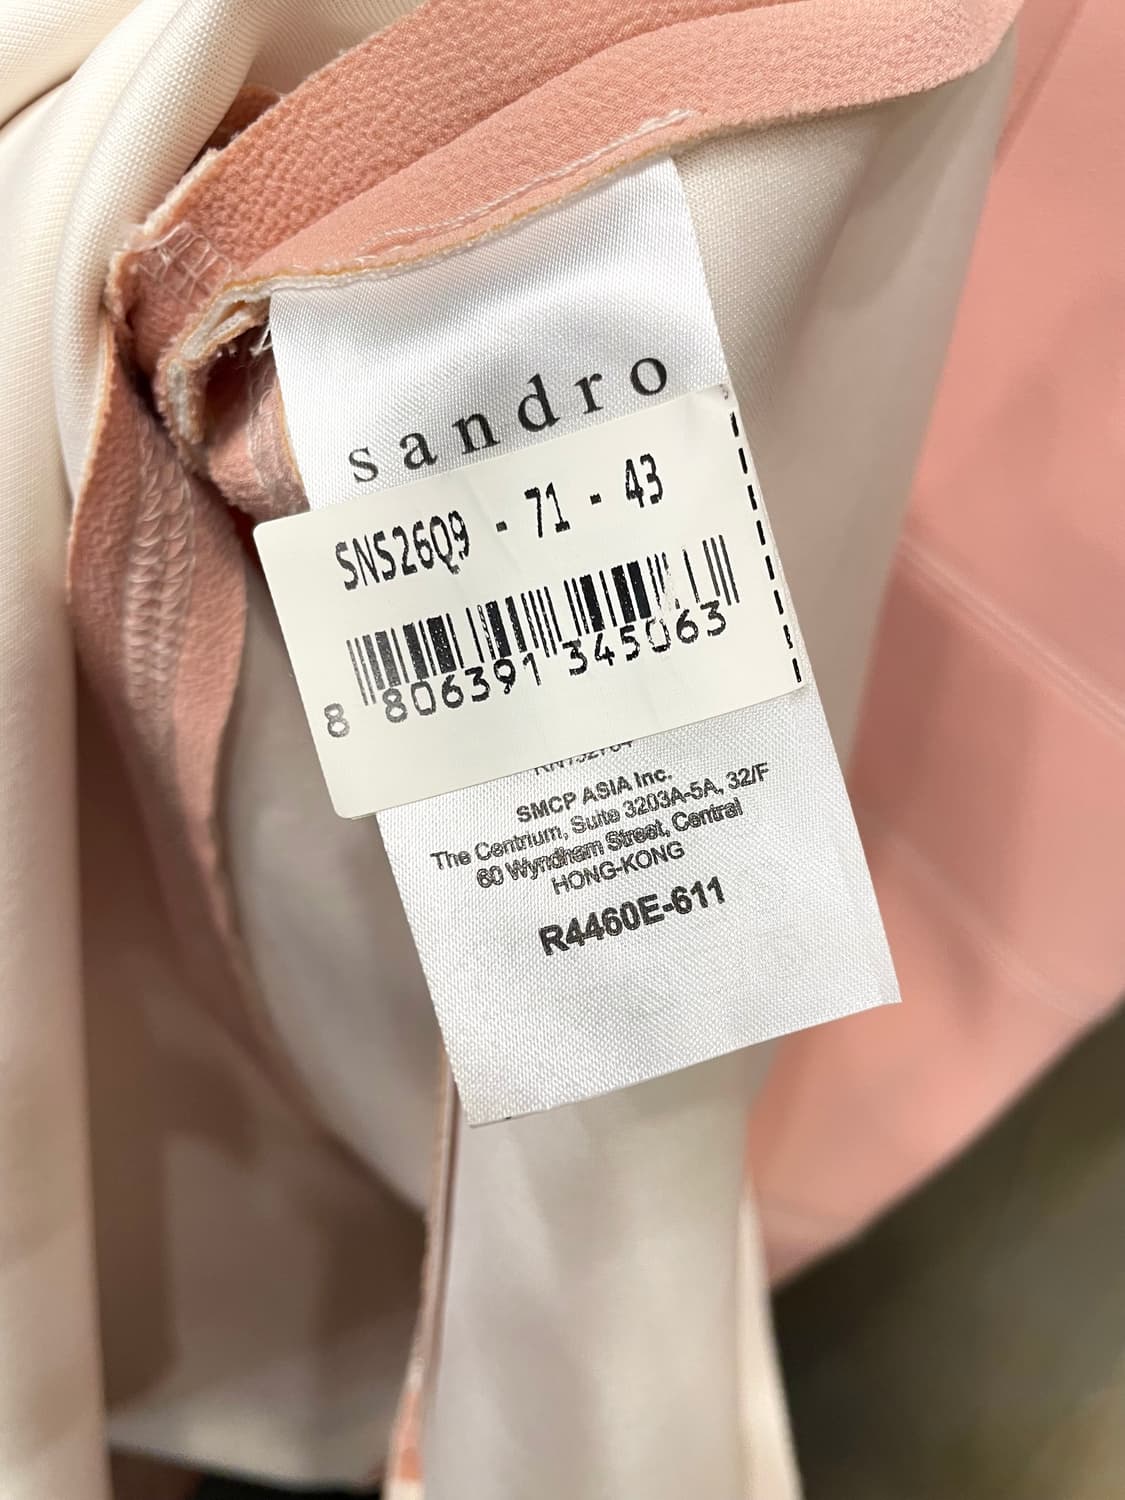 sandro
SNS26Q9 - 71 - 43
8 806391 345063
SMCP ASIA Inc.
The Centrium, Suite 3203A-5A, 32/F
60 Wyndham Street, Central
HONG-KONG
R4460E-611